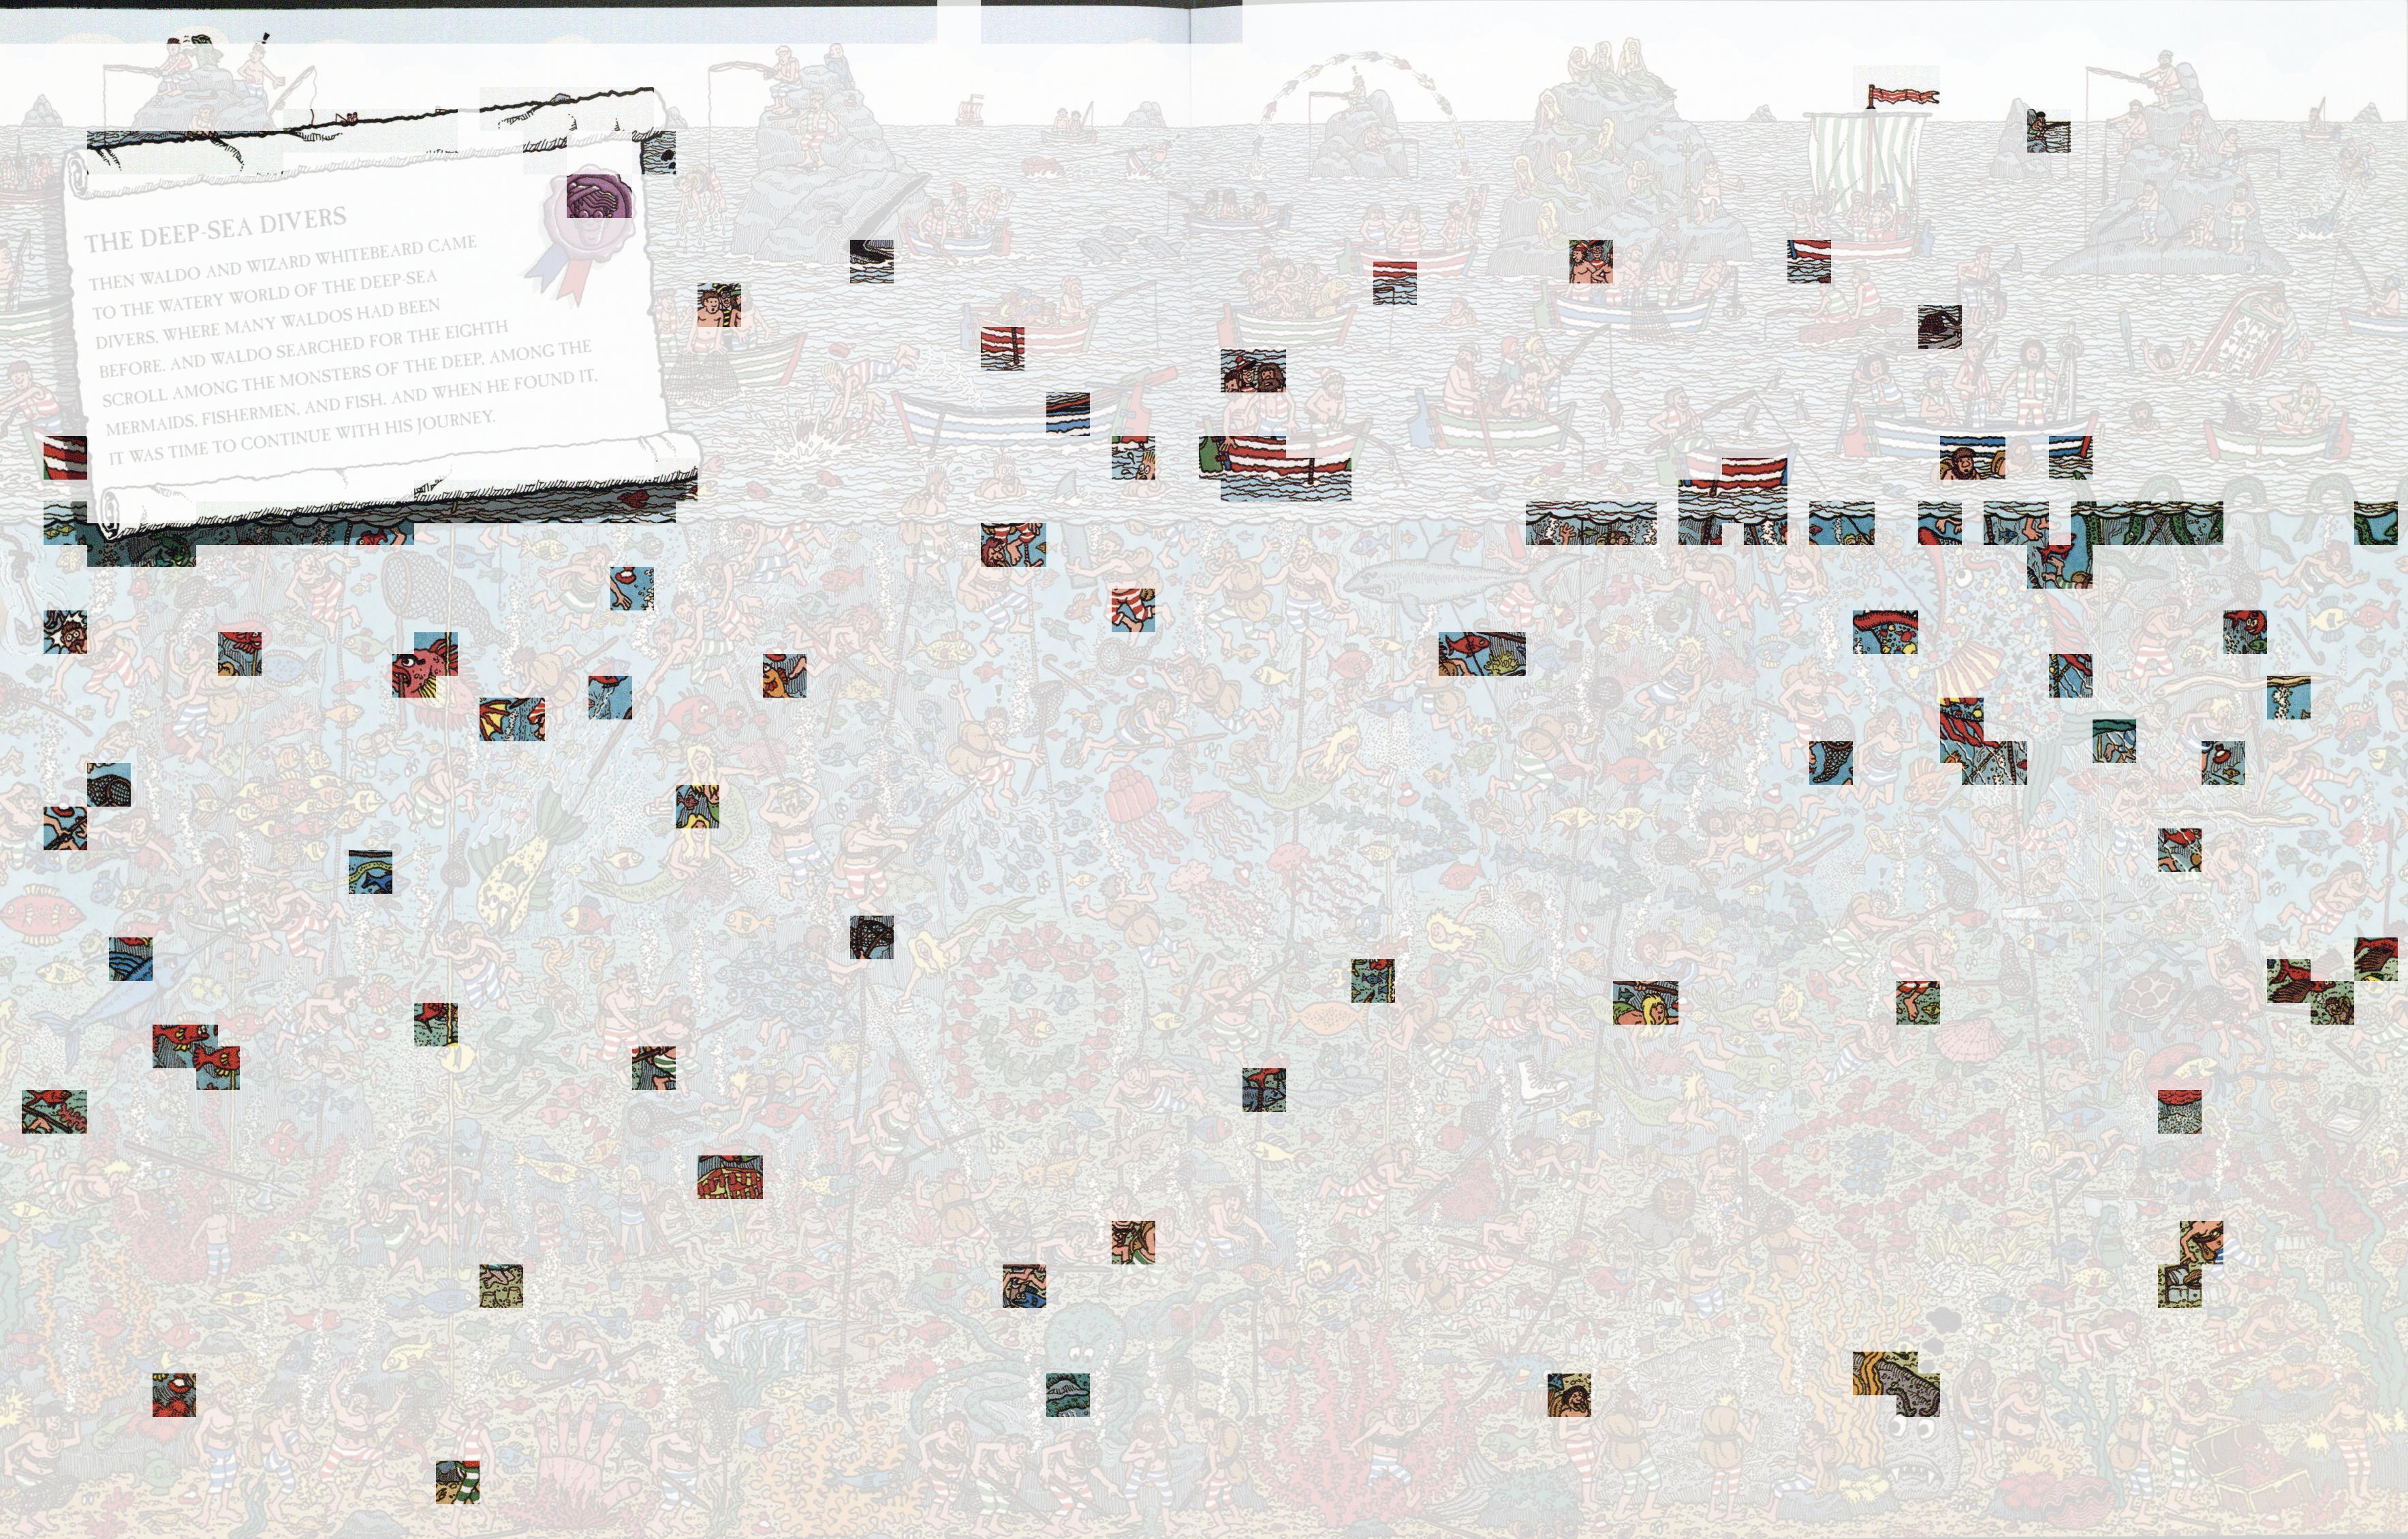 THE DEEP-SEA DIVERS
THEN WALDO AND WIZARD WHITEBEARD CAME
TO THE WATERY WORLD OF THE DEEP-SEA
DIVERS, WHERE MANY WALDOS HAD BEEN
BEFORE. AND WALDO SEARCHED FOR THE EIGHTH
SCROLL AMONG THE MONSTERS OF THE DEEP, AMONG THE
MERMAIDS, FISHERMEN, AND FISH. AND WHEN HE FOUND IT,
IT WAS TIME TO CONTINUE WITH HIS JOURNEY.